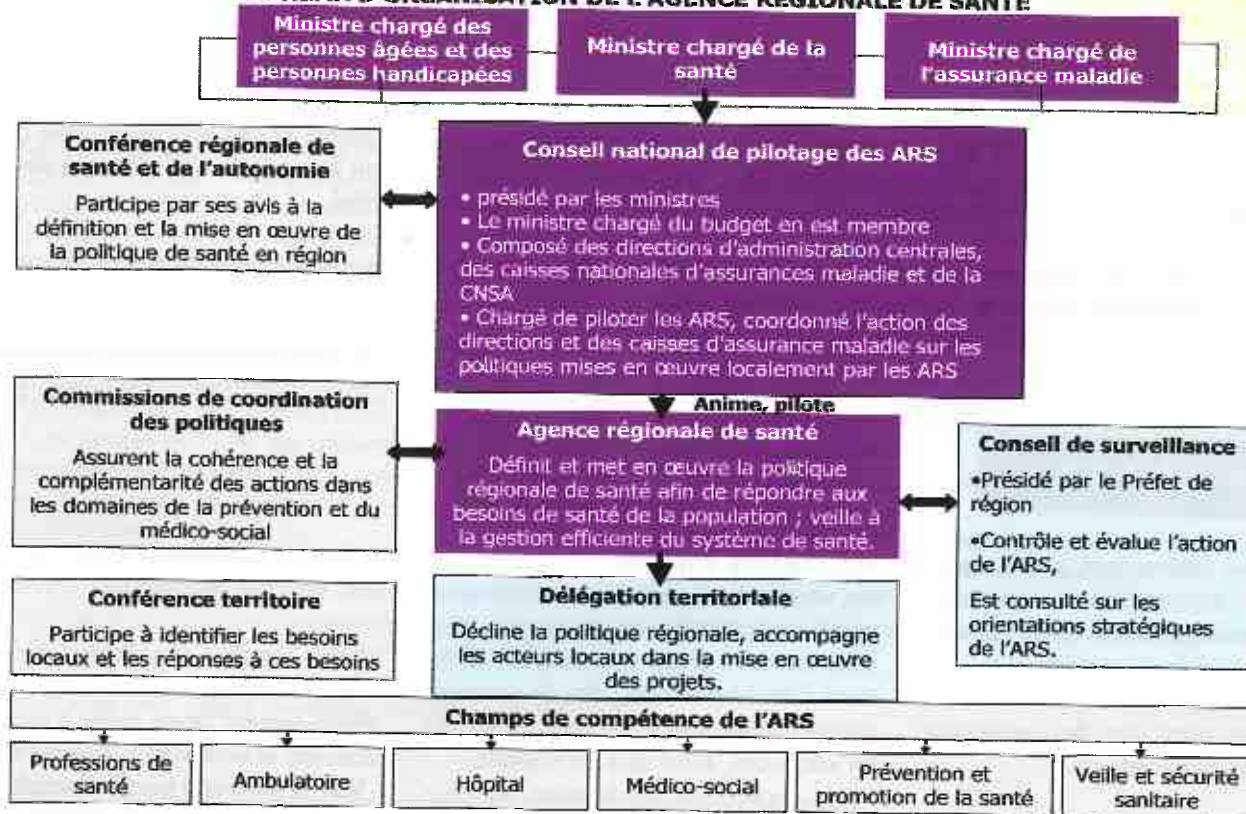 ORGANISATION DE L'AGENCE RÉGIONALE DE SANTÉ
Ministre chargé des
personnes âgées et des
personnes handicapées
Ministre chargé de la
santé
Ministre chargé de
l'assurance maladie
Conférence régionale de
santé et de l'autonomie
Participe par ses avis à la
définition et la mise en œuvre de
la politique de santé en région
Conseil national de pilotage des ARS
• présidé par les ministres
• Le ministre chargé du budget en est membre
• Composé des directions d'administration centrales,
des caisses nationales d'assurances maladie et de la
CNSA
• Chargé de piloter les ARS, coordonné l'action des
directions et des caisses d'assurance maladie sur les
politiques mises en œuvre localement par les ARS
Anime, pilote
Commissions de coordination
des politiques
Assurent la cohérence et la
complémentarité des actions dans
les domaines de la prévention et du
médico-social
Agence régionale de santé
Définit et met en œuvre la politique
régionale de santé afin de répondre aux
besoins de santé de la population ; veille à
la gestion efficiente du système de santé.
Conseil de surveillance
•Présidé par le Préfet de
région
•Contrôle et évalue l'action
de l'ARS,
Est consulté sur les
orientations stratégiques
de l'ARS.
Conférence territoire
Participe à identifier les besoins
locaux et les réponses à ces besoins
Délégation territoriale
Décline la politique régionale, accompagne
les acteurs locaux dans la mise en œuvre
des projets.
Champs de compétence de l'ARS
Professions de
santé
Ambulatoire
Hôpital
Médico-social
Prévention et
promotion de la santé
Veille et sécurité
sanitaire